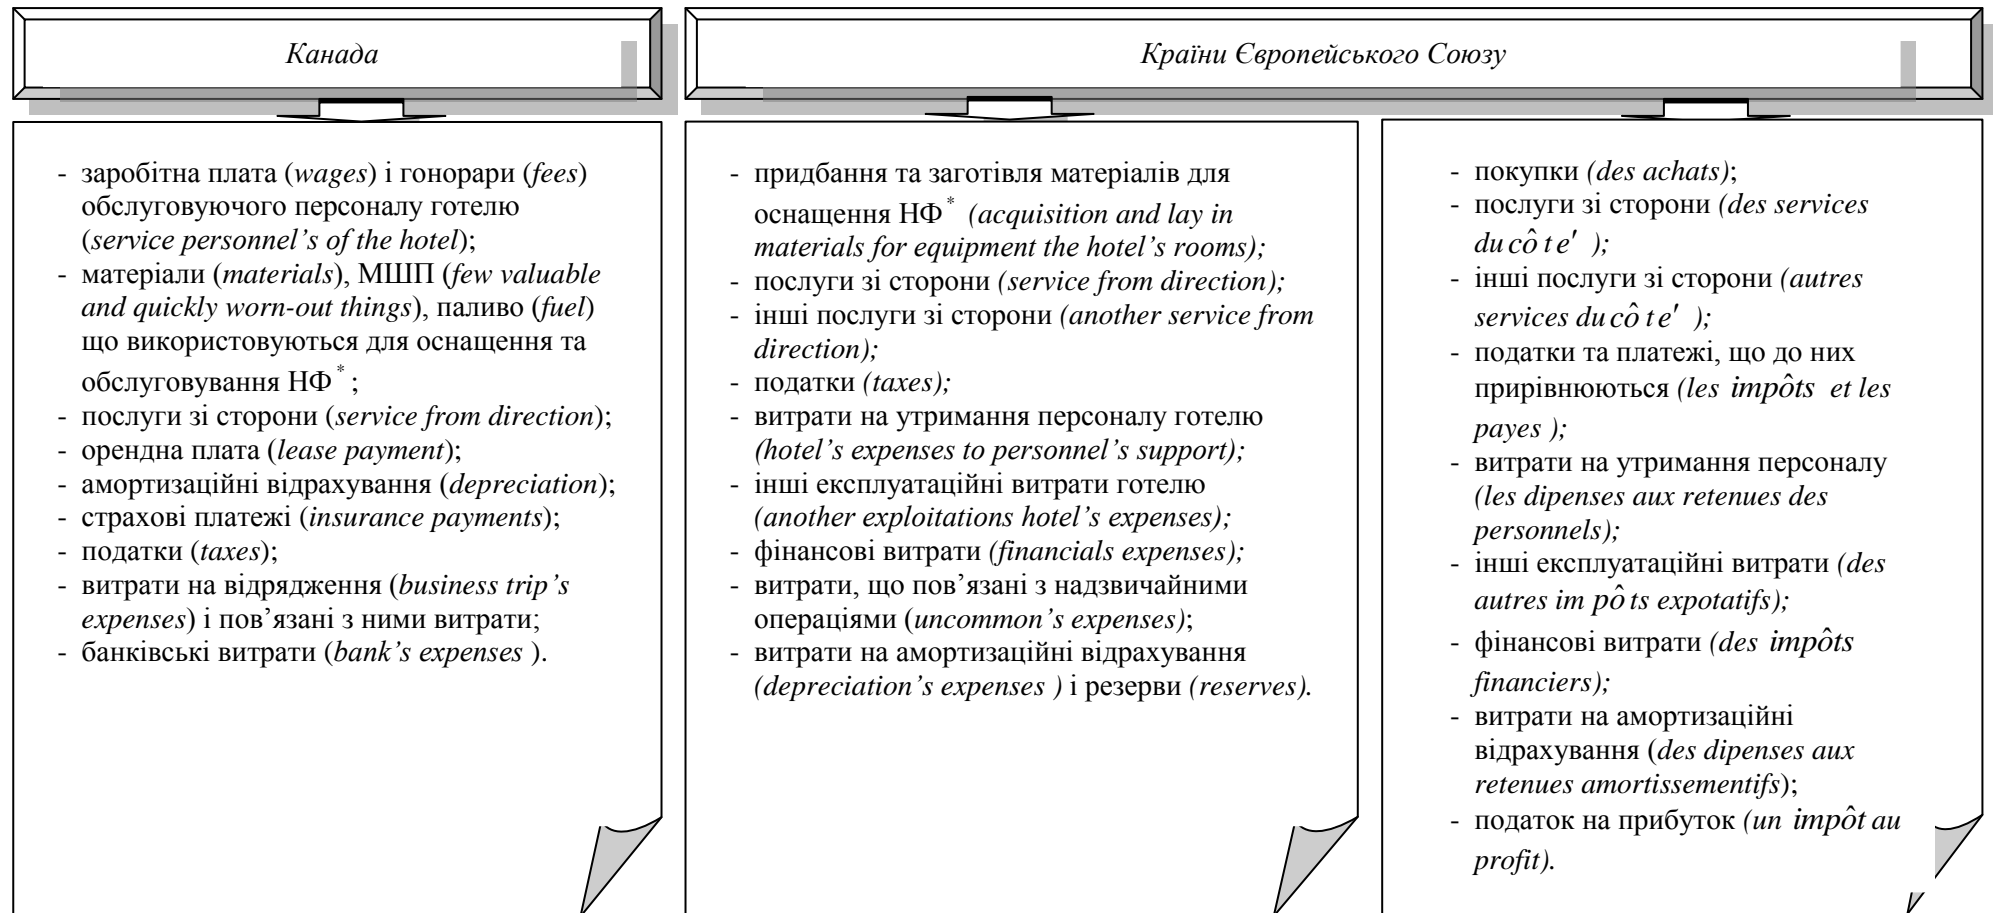 Канада
- заробітна плата (wages) і гонорари (fees)
обслуговуючого персоналу готелю
(service personnel’s of the hotel);
- матеріали (materials), МШП (few valuable
and quickly worn-out things), паливо (fuel)
що використовуються для оснащення та
обслуговування НФ*;
- послуги зі сторони (service from direction);
- орендна плата (lease payment);
- амортизаційні відрахування (depreciation);
- страхові платежі (insurance payments);
- податки (taxes);
- витрати на відрядження (business trip’s
expenses) і пов’язані з ними витрати;
- банківські витрати (bank’s expenses ).
Країни Європейського Союзу
- придбання та заготівля матеріалів для
оснащення НФ* (acquisition and lay in
materials for equipment the hotel’s rooms);
- послуги зі сторони (service from direction);
- інші послуги зі сторони (another service from
direction);
- податки (taxes);
- витрати на утримання персоналу готелю
(hotel’s expenses to personnel’s support);
- інші експлуатаційні витрати готелю
(another exploitations hotel’s expenses);
- фінансові витрати (financials expenses);
- витрати, що пов’язані з надзвичайними
операціями (uncommon’s expenses);
- витрати на амортизаційні відрахування
(depreciation’s expenses ) і резерви (reserves).
- покупки (des achats);
- послуги зі сторони (des services
du cô t e′ );
- інші послуги зі сторони (autres
services du cô t e′ );
- податки та платежі, що до них
прирівнюються (les impôts et les
payes );
- витрати на утримання персоналу
(les dipenses aux retenues des
personnels);
- інші експлуатаційні витрати (des
autres im pô ts expotatifs);
- фінансові витрати (des impôts
financiers);
- витрати на амортизаційні
відрахування (des dipenses aux
retenues amortissementifs);
- податок на прибуток (un impôt au
profit).